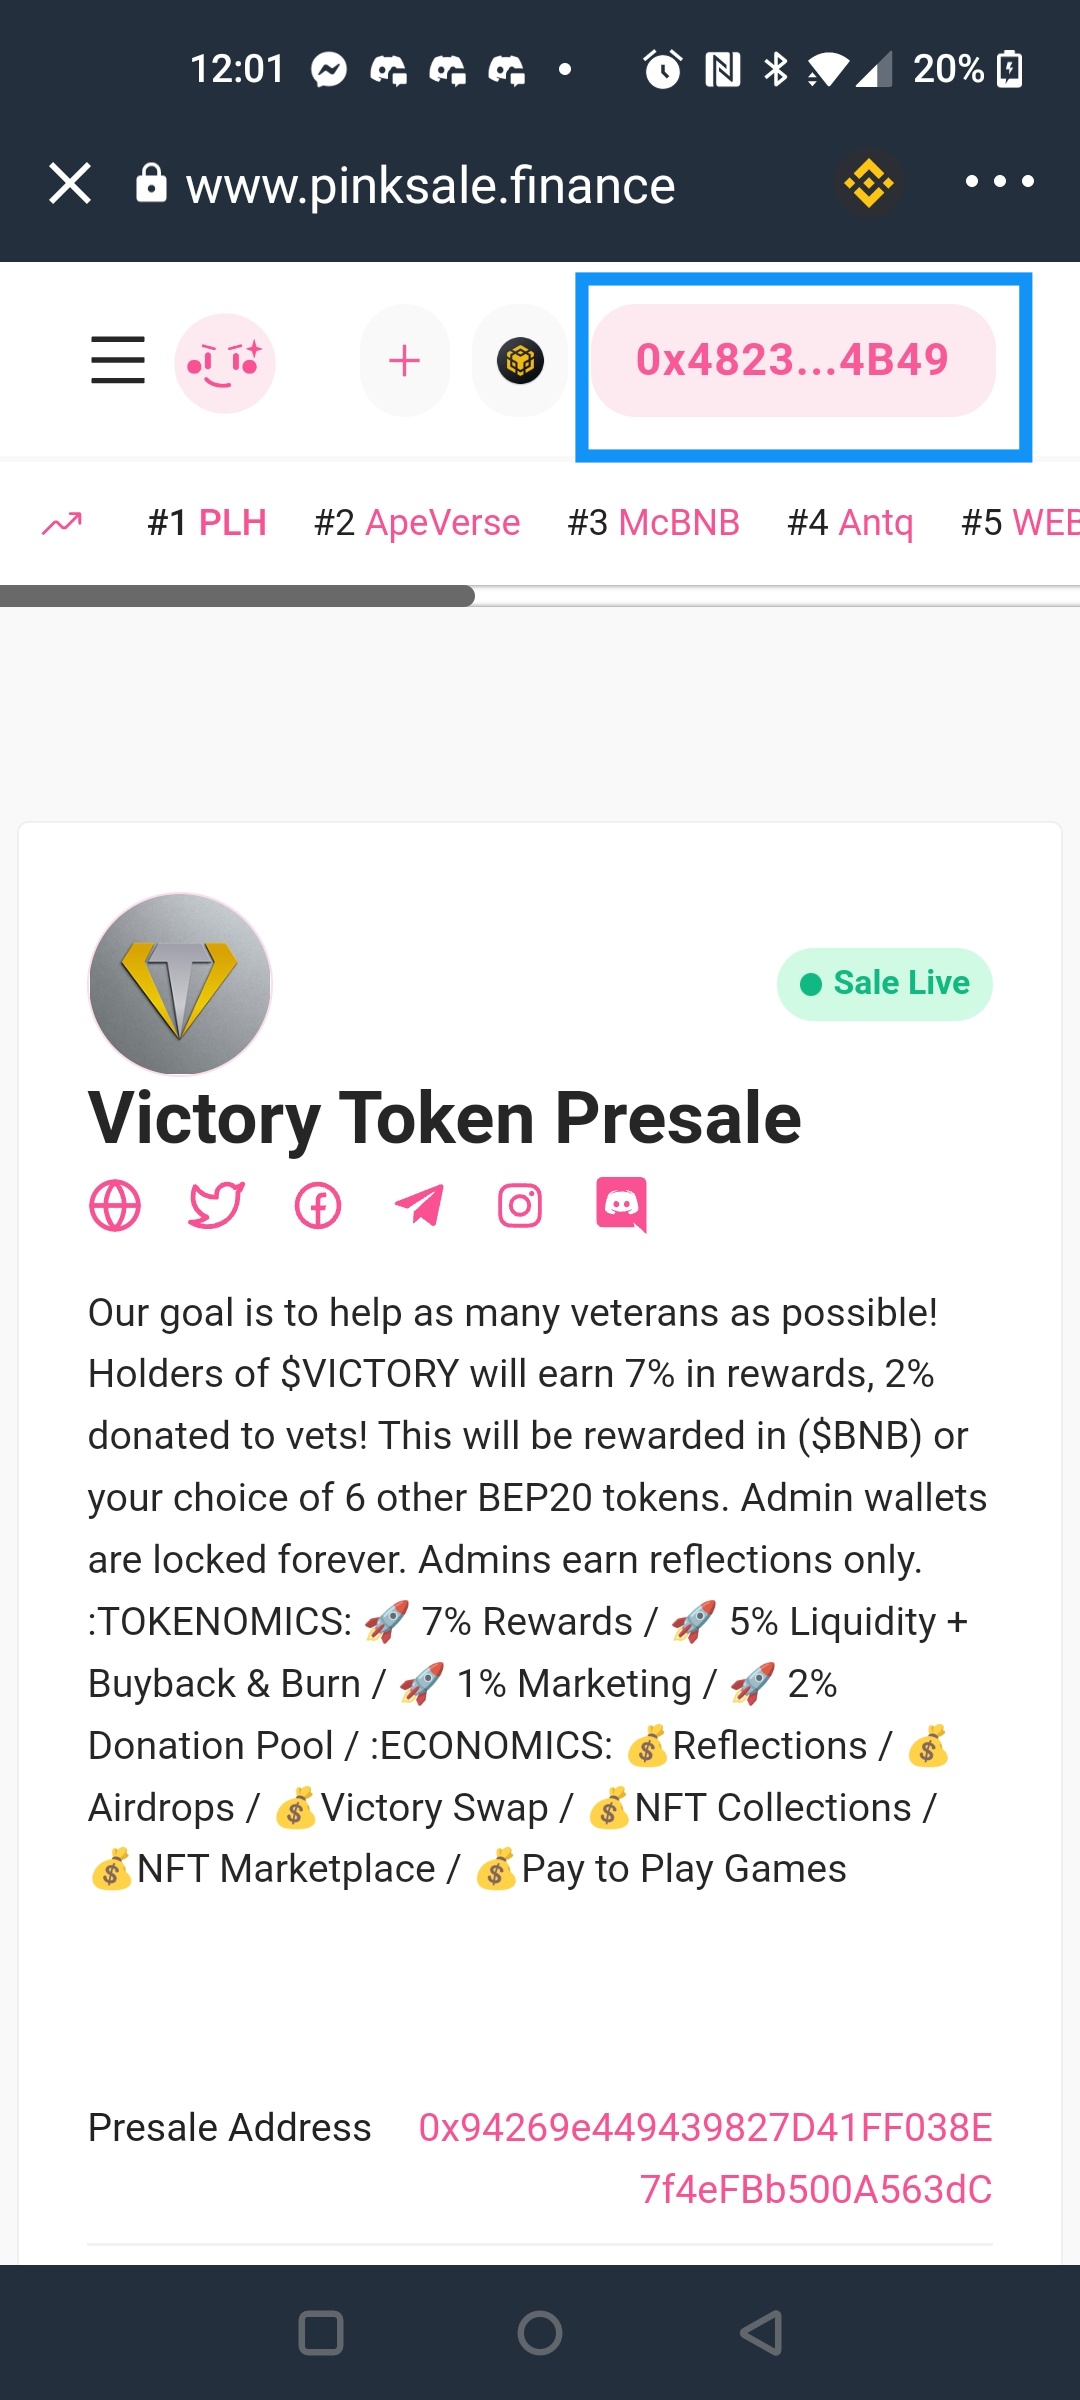 12:01
20%
www.pinksale.finance
0x4823...4B49
#1 PLH #2 ApeVerse #3 McBNB #4 Antq #5 WEB
Sale Live
Victory Token Presale
Our goal is to help as many veterans as possible!
Holders of $VICTORY will earn 7% in rewards, 2%
donated to vets! This will be rewarded in ($BNB) or
your choice of 6 other BEP20 tokens. Admin wallets
are locked forever. Admins earn reflections only.
:TOKENOMICS: 🚀 7% Rewards / 🚀 5% Liquidity +
Buyback & Burn / 🚀 1% Marketing / 🚀 2%
Donation Pool / :ECONOMICS: 💰Reflections / 💰
Airdrops / 💰Victory Swap / 💰NFT Collections /
💰NFT Marketplace / 💰Pay to Play Games
Presale Address 0x94269e449439827D41FF038E
7f4eFBb500A563dC